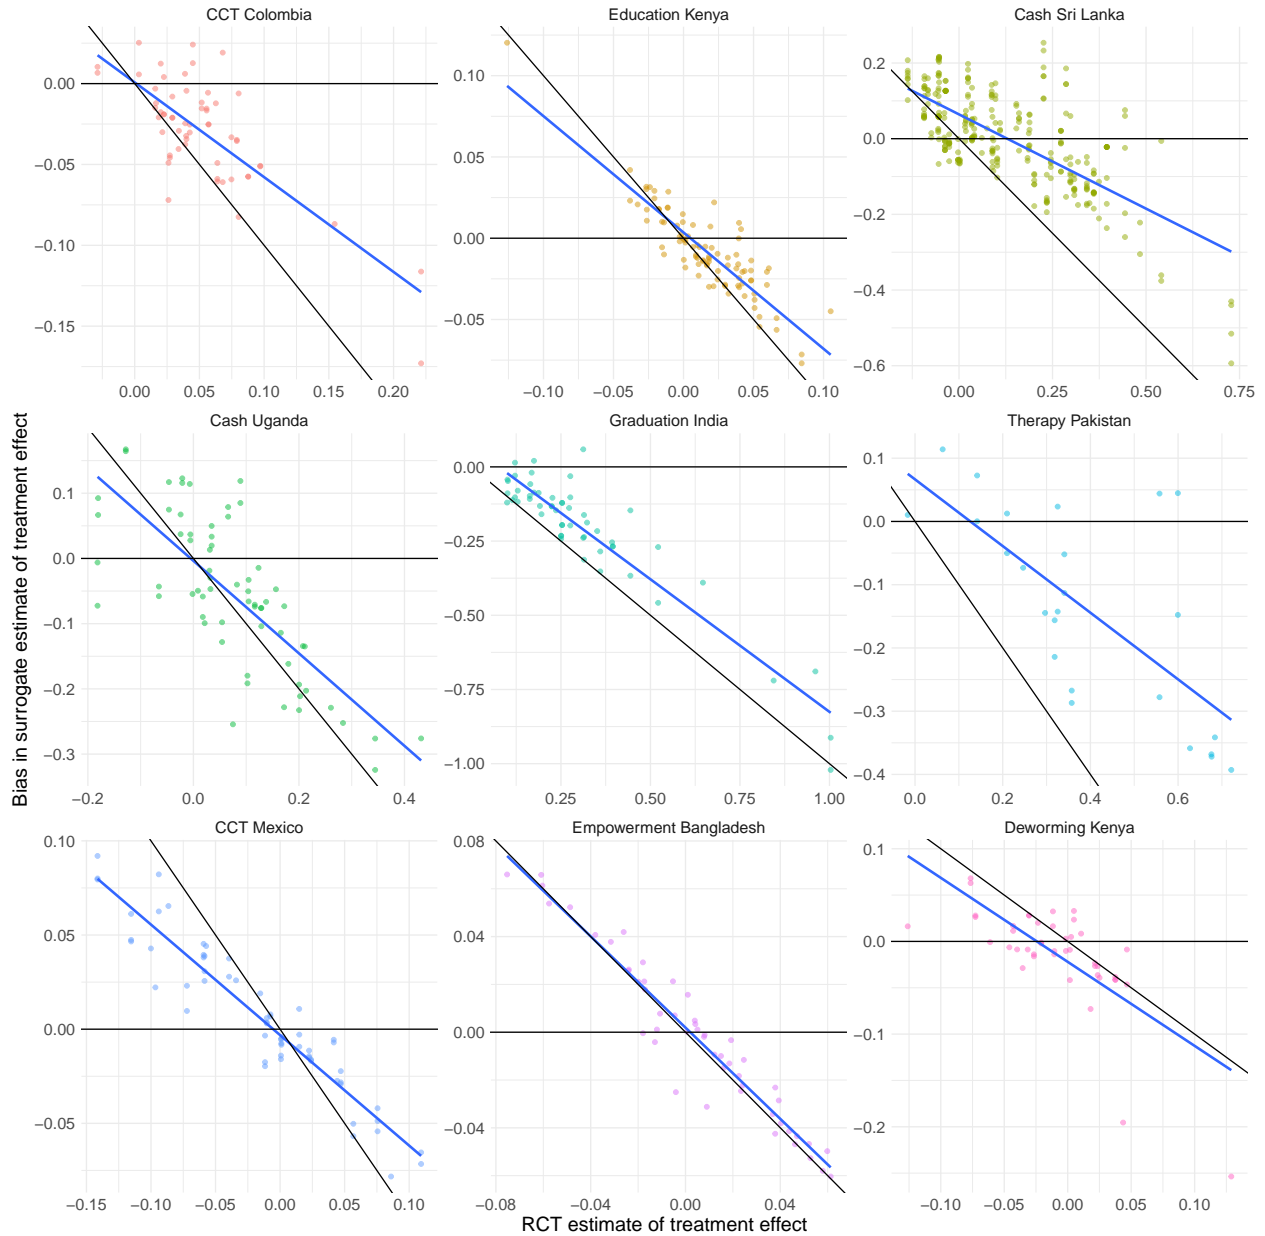 CCT Colombia
Education Kenya
Cash Sri Lanka
0.00
−0.05
−0.10
−0.15
0.00 0.05 0.10 0.15 0.20
0.10
0.05
0.00
−0.05
−0.10 −0.05 0.00 0.05 0.10
0.2
0.0
−0.2
−0.4
−0.6
0.00 0.25 0.50 0.75
Cash Uganda
Graduation India
Therapy Pakistan
0.1
0.0
−0.1
−0.2
−0.3
−0.2 0.0 0.2 0.4
0.00
−0.25
−0.50
−0.75
−1.00
0.25 0.50 0.75 1.00
0.1
0.0
−0.1
−0.2
−0.3
−0.4
0.0 0.2 0.4 0.6
CCT Mexico
Empowerment Bangladesh
Deworming Kenya
0.10
0.05
0.00
−0.05
−0.15 −0.10 −0.05 0.00 0.05 0.10
0.08
0.04
0.00
−0.04
−0.08 −0.04 0.00 0.04
0.1
0.0
−0.1
−0.2
−0.10 −0.05 0.00 0.05 0.10
Bias in surrogate estimate of treatment effect
RCT estimate of treatment effect